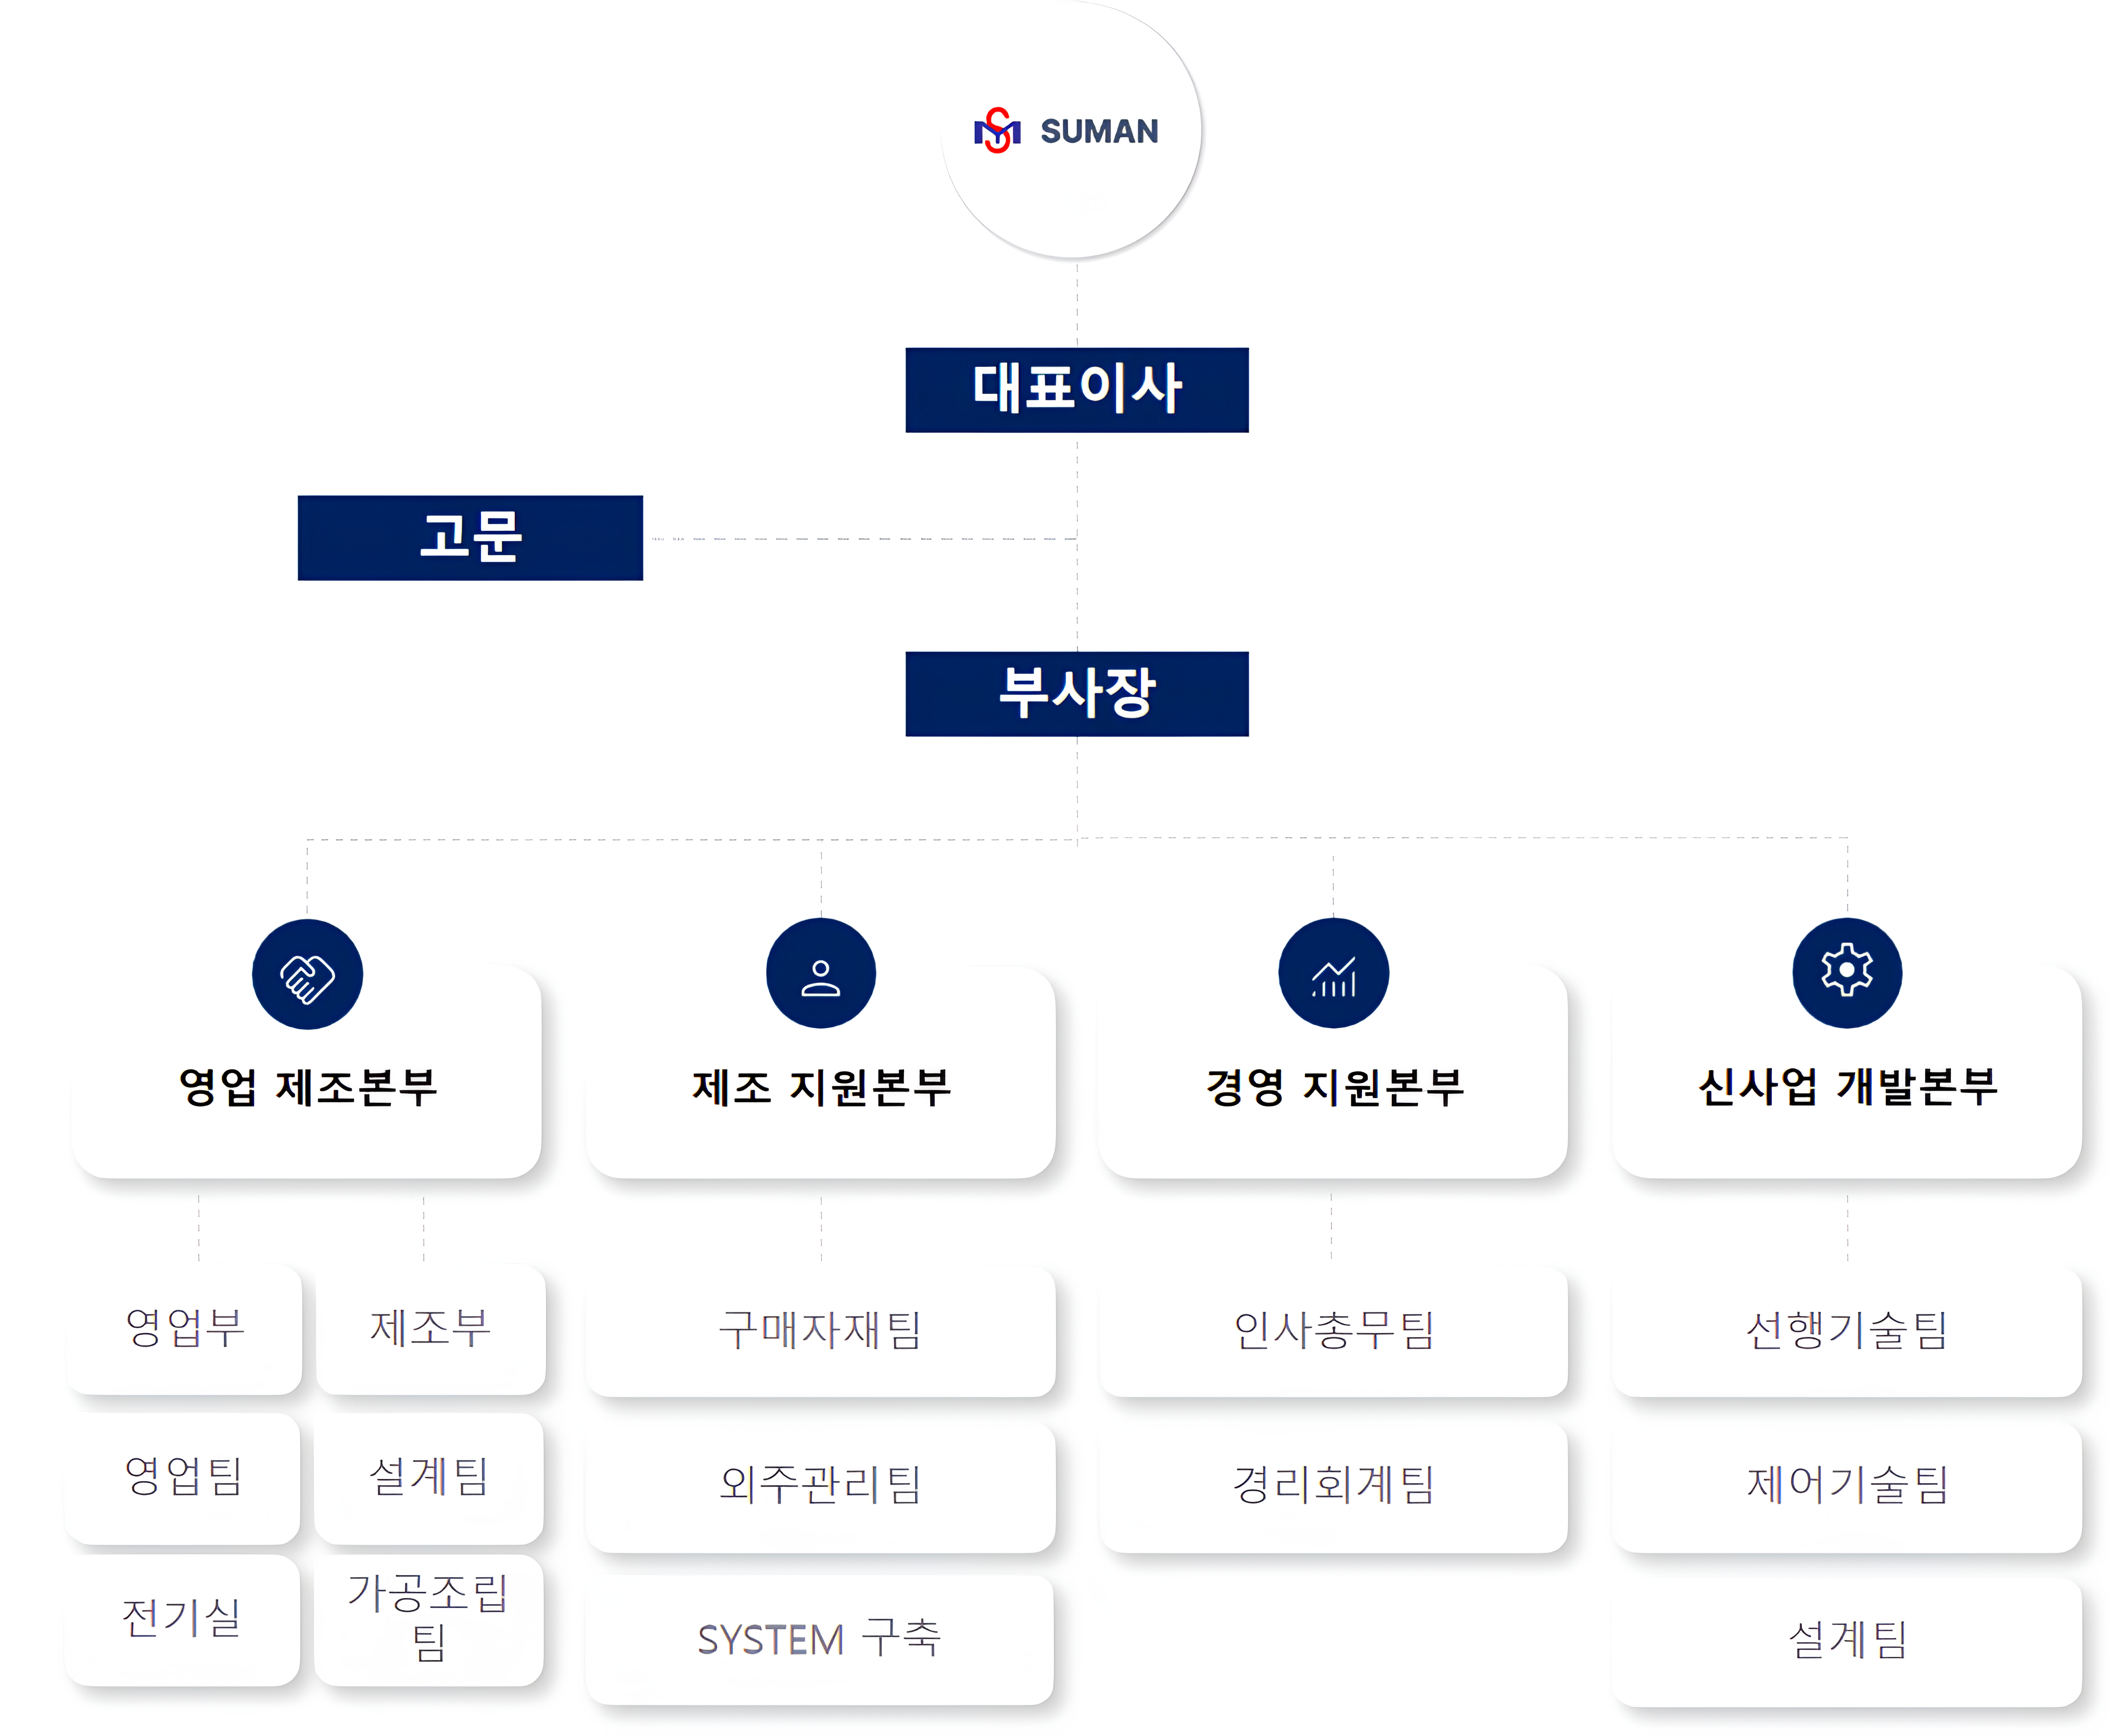 SUMAN
대표이사
고문
부사장
영업 제조본부
제조 지원본부
경영 지원본부
신사업 개발본부
영업부
제조부
구매자재팀
인사총무팀
선행기술팀
영업팀
설계팀
외주관리팀
경리회계팀
제어기술팀
전기실
가공조립
팀
SYSTEM 구축
설계팀